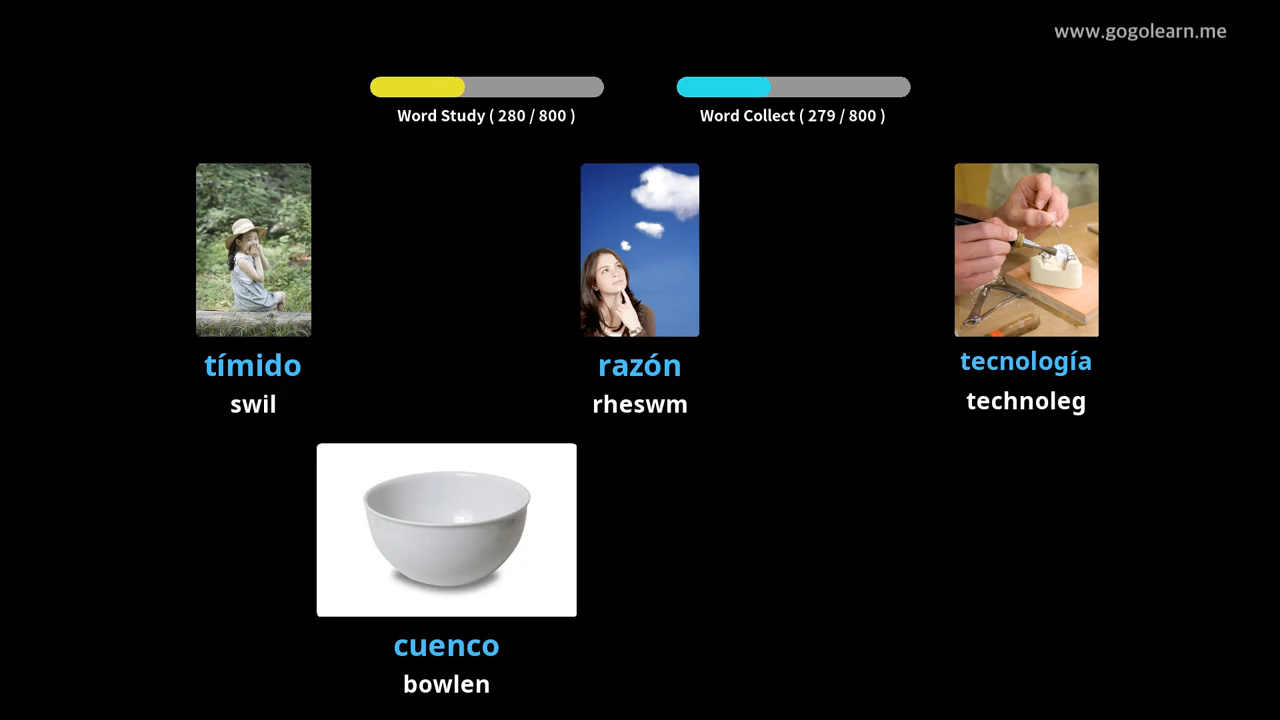 www.gogolearn.me
Word Study ( 280 / 800 )
Word Collect ( 279 / 800 )
tímido
swil
razón
rheswm
tecnología
technoleg
cuenco
bowlen